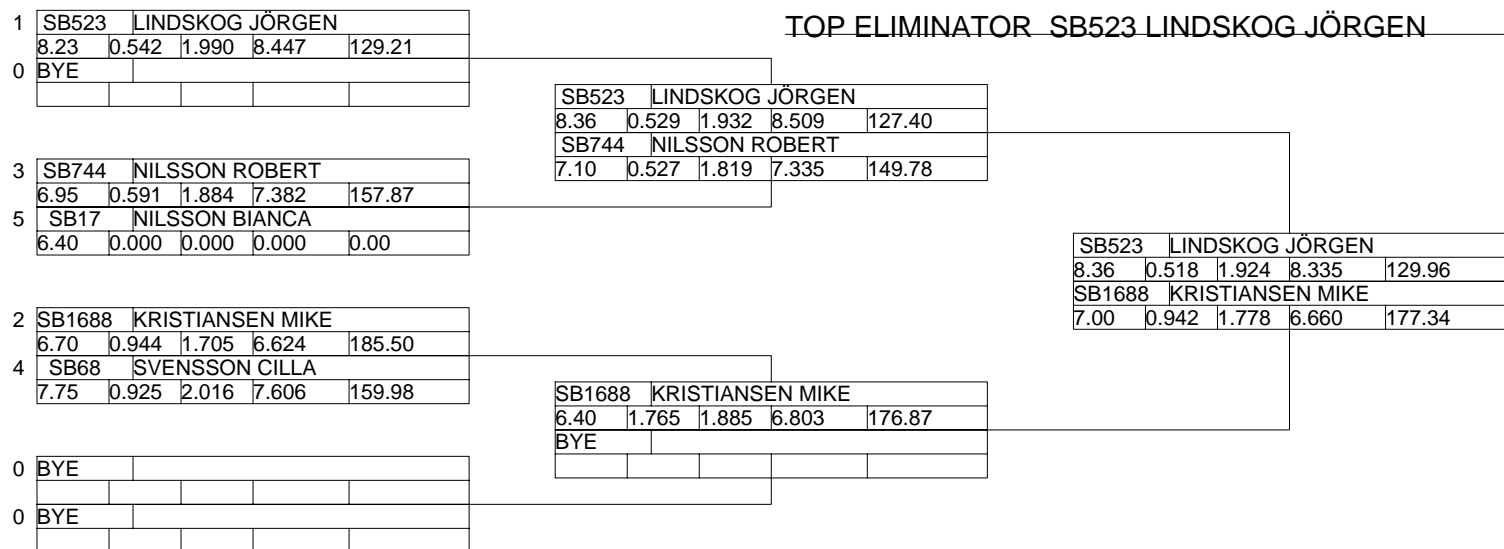 TOP ELIMINATOR SB523 LINDSKOG JÖRGEN
1 SB523 LINDSKOG JÖRGEN
8.23 0.542 1.990 8.447 129.21
0 BYE
3 SB744 NILSSON ROBERT
6.95 0.591 1.884 7.382 157.87
5 SB17 NILSSON BIANCA
6.40 0.000 0.000 0.000 0.00
2 SB1688 KRISTIANSEN MIKE
6.70 0.944 1.705 6.624 185.50
4 SB68 SVENSSON CILLA
7.75 0.925 2.016 7.606 159.98
0 BYE
0 BYE
SB523 LINDSKOG JÖRGEN
8.36 0.529 1.932 8.509 127.40
SB744 NILSSON ROBERT
7.10 0.527 1.819 7.335 149.78
SB1688 KRISTIANSEN MIKE
6.40 1.765 1.885 6.803 176.87
BYE
SB523 LINDSKOG JÖRGEN
8.36 0.518 1.924 8.335 129.96
SB1688 KRISTIANSEN MIKE
7.00 0.942 1.778 6.660 177.34